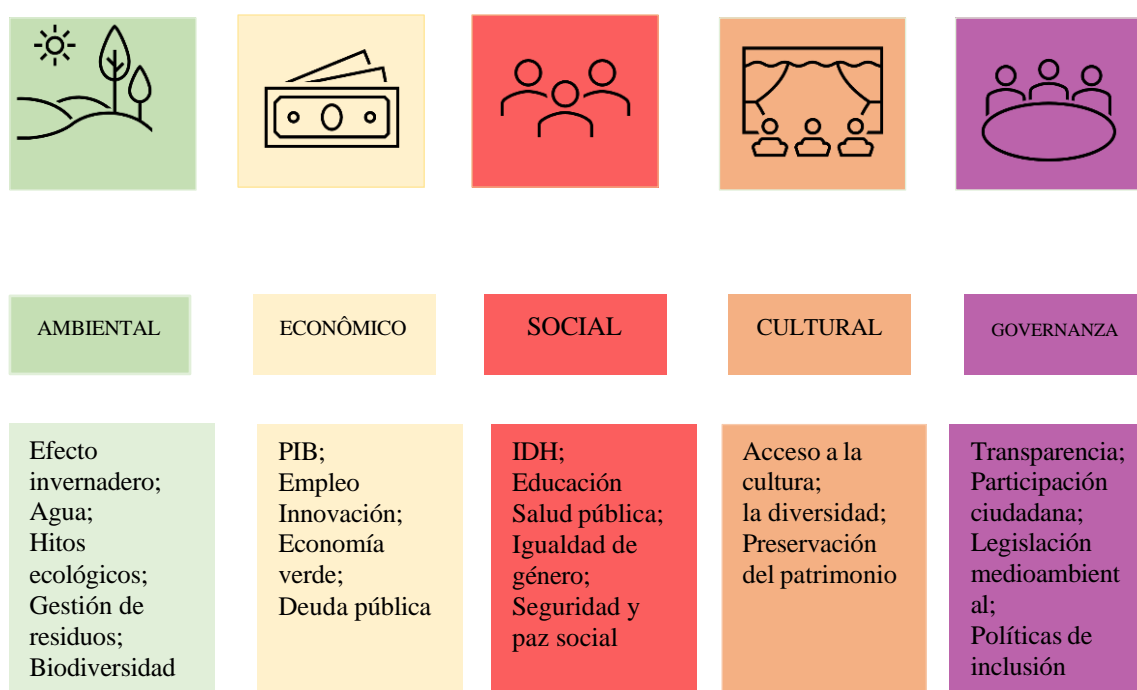 AMBIENTAL
ECONÔMICO
SOCIAL
CULTURAL
GOVERNANZA
Efecto
invernadero;
Agua;
Hitos
ecológicos;
Gestión de
residuos;
Biodiversidad
PIB;
Empleo
Innovación;
Economía
verde;
Deuda pública
IDH;
Educación
Salud pública;
Igualdad de
género;
Seguridad y
paz social
Acceso a la
cultura;
la diversidad;
Preservación
del patrimonio
Transparencia;
Participación
ciudadana;
Legislación
medioambient
al;
Políticas de
inclusión